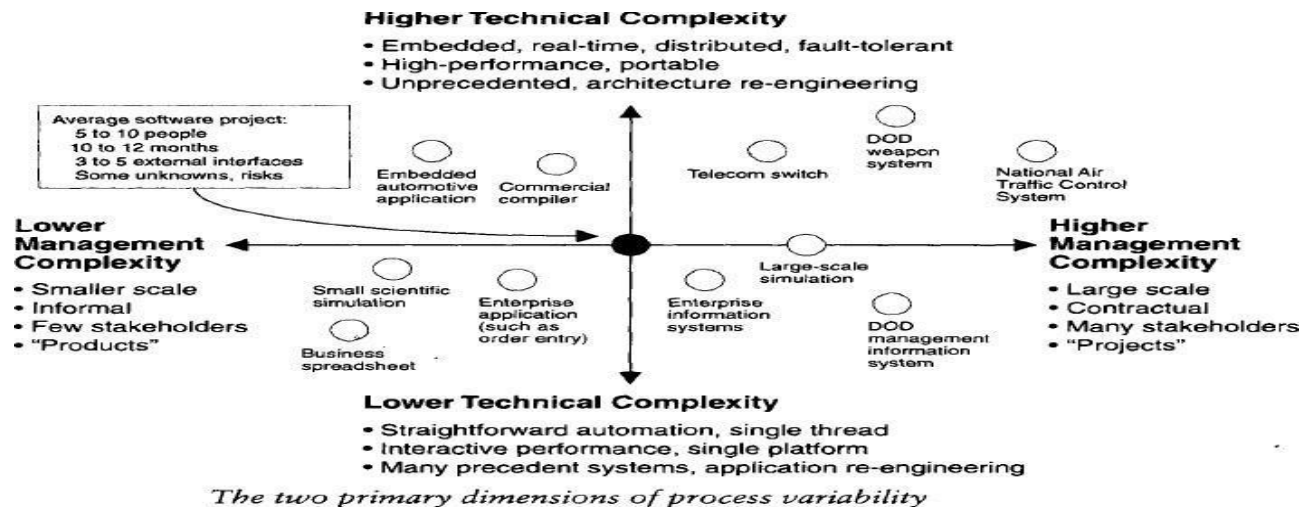 Higher Technical Complexity
• Embedded, real-time, distributed, fault-tolerant
• High-performance, portable
• Unprecedented, architecture re-engineering
Average software project:
5 to 10 people
10 to 12 months
3 to 5 external interfaces
Some unknowns, risks
Embedded
automotive
application
Commercial
compiler
Telecom switch
DOD
weapon
system
National Air
Traffic Control
System
Lower
Management
Complexity
• Smaller scale
• Informal
• Few stakeholders
• “Products”
Small scientific
simulation
Business
spreadsheet
Enterprise
application
(such as
order entry)
Enterprise
information
systems
Large-scale
simulation
DOD
management
information
system
Higher
Management
Complexity
• Large scale
• Contractual
• Many stakeholders
• “Projects”
Lower Technical Complexity
• Straightforward automation, single thread
• Interactive performance, single platform
• Many precedent systems, application re-engineering
The two primary dimensions of process variability